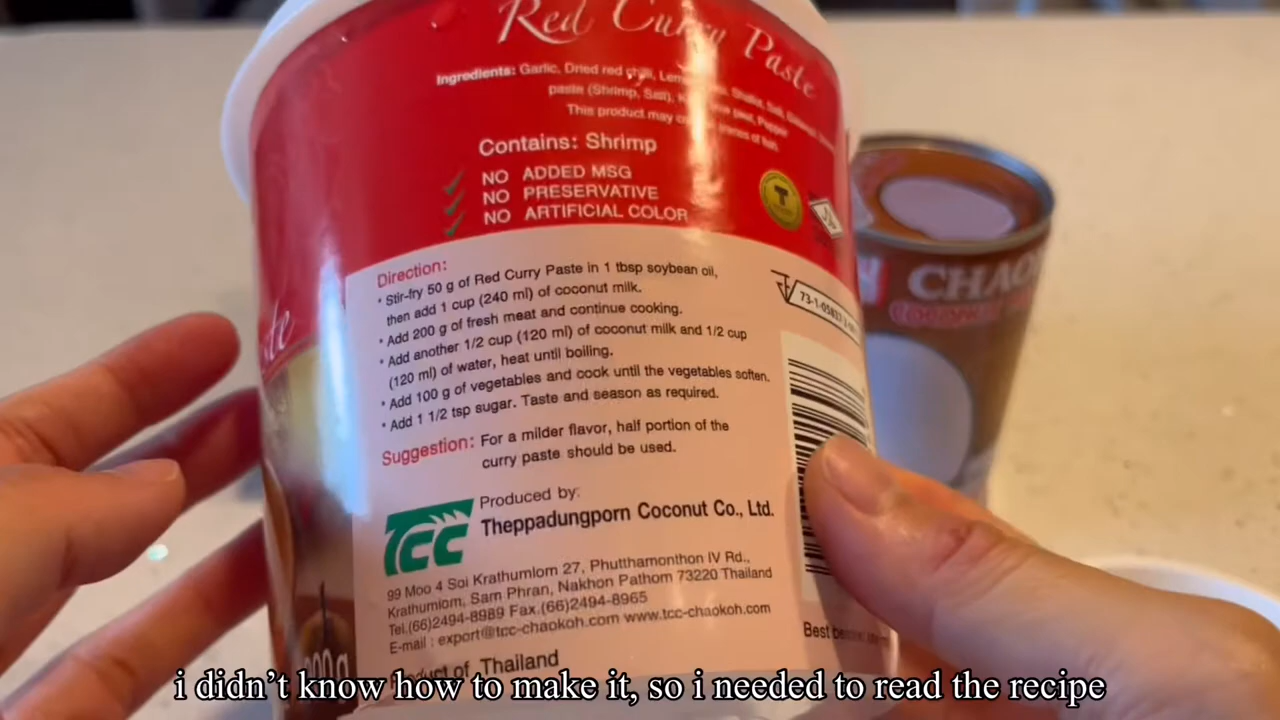 Red Curry Paste
Ingredients: Garlic, Dried red chili,
paste (Shrimp, Salt),
This product may
Contains: Shrimp
NO ADDED MSG
NO PRESERVATIVE
NO ARTIFICIAL COLOR
Direction:
• Stir-fry 50 g of Red Curry Paste in 1 tbsp soybean oil,
then add 1 cup (240 ml) of coconut milk.
• Add 200 g of fresh meat and continue cooking.
• Add another 1/2 cup (120 ml) of coconut milk and 1/2 cup
(120 ml) of water, heat until boiling.
• Add 100 g of vegetables and cook until the vegetables soften.
• Add 1 1/2 tsp sugar. Taste and season as required.
Suggestion: For a milder flavor, half portion of the
curry paste should be used.
TCC
Produced by:
Theppadungporn Coconut Co., Ltd.
99 Moo 4 Soi Krathumlom 27, Phutthamonthon IV Rd.,
Krathumlom, Sam Phran, Nakhon Pathom 73220 Thailand
Tel.(66)2494-8989 Fax.(66)2494-8965
E-mail : export@tcc-chaokoh.com www.tcc-chaokoh.com
of Thailand
Best
CHAO
i didn't know how to make it, so i needed to read the recipe